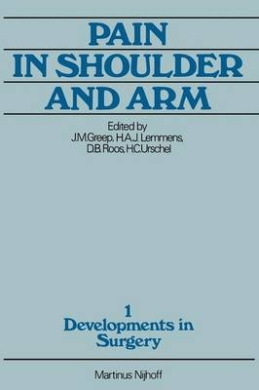 PAIN
IN SHOULDER
AND ARM
Edited by
J.M.Greep, H.A.J. Lemmens,
D.B. Roos, H.C.Urschel
1
Developments in
Surgery
Martinus Nijhoff